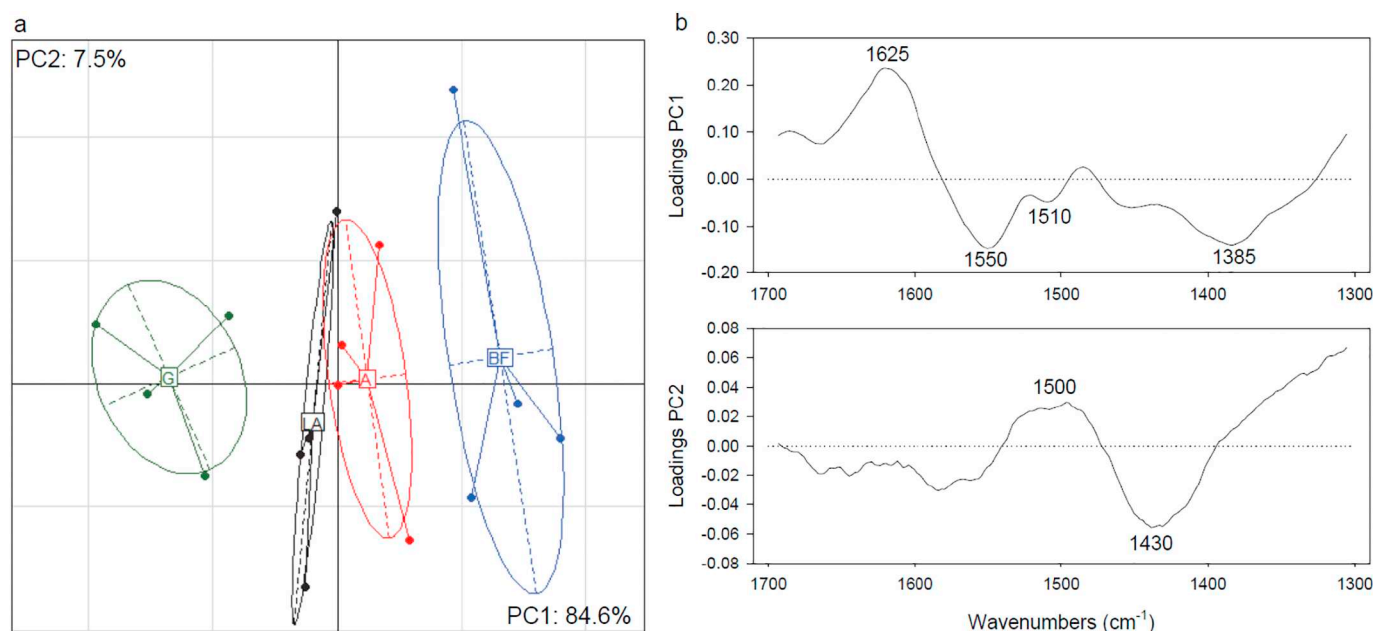 a
PC2: 7.5%
G
LA
A
BF
PC1: 84.6%
b
Loadings PC1
0.30
0.20
0.10
0.00
-0.10
-0.20
1625
1550
1510
1385
1700 1600 1500 1400 1300
Loadings PC2
0.08
0.06
0.04
0.02
0.00
-0.02
-0.04
-0.06
-0.08
1500
1430
1700 1600 1500 1400 1300
Wavenumbers (cm⁻¹)